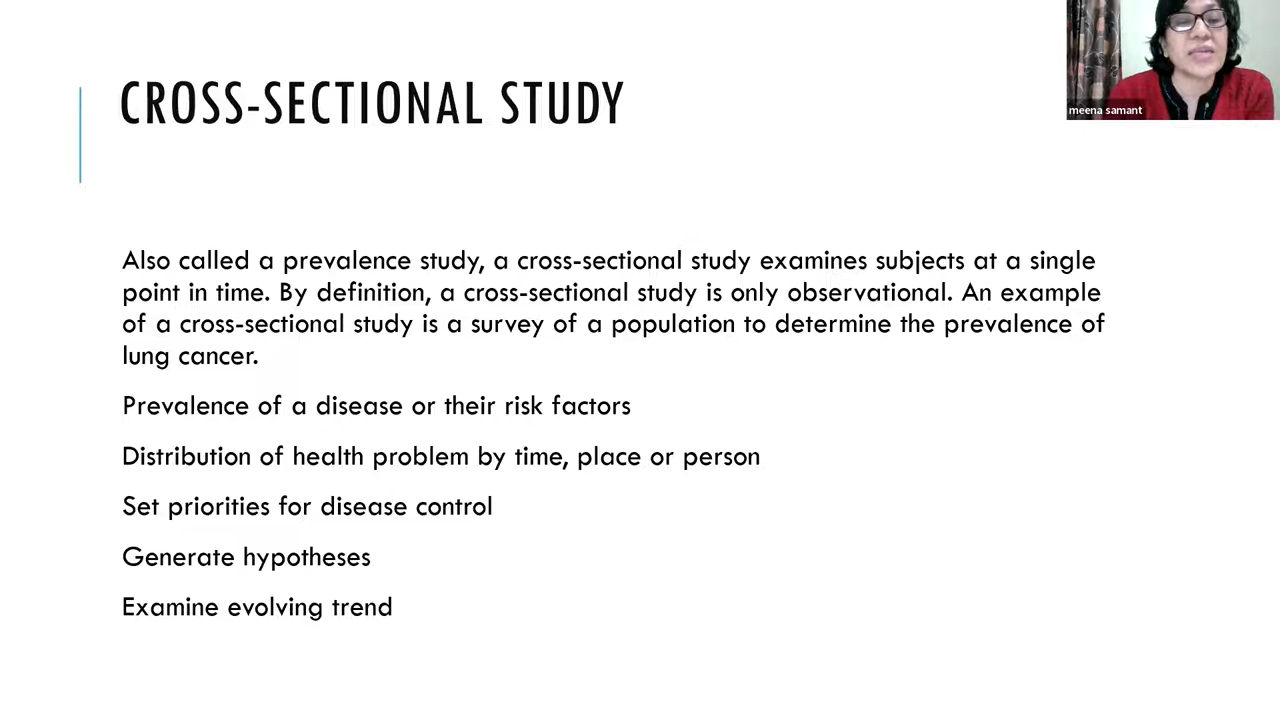 CROSS-SECTIONAL STUDY
meena samant
Also called a prevalence study, a cross-sectional study examines subjects at a single
point in time. By definition, a cross-sectional study is only observational. An example
of a cross-sectional study is a survey of a population to determine the prevalence of
lung cancer.
Prevalence of a disease or their risk factors
Distribution of health problem by time, place or person
Set priorities for disease control
Generate hypotheses
Examine evolving trend